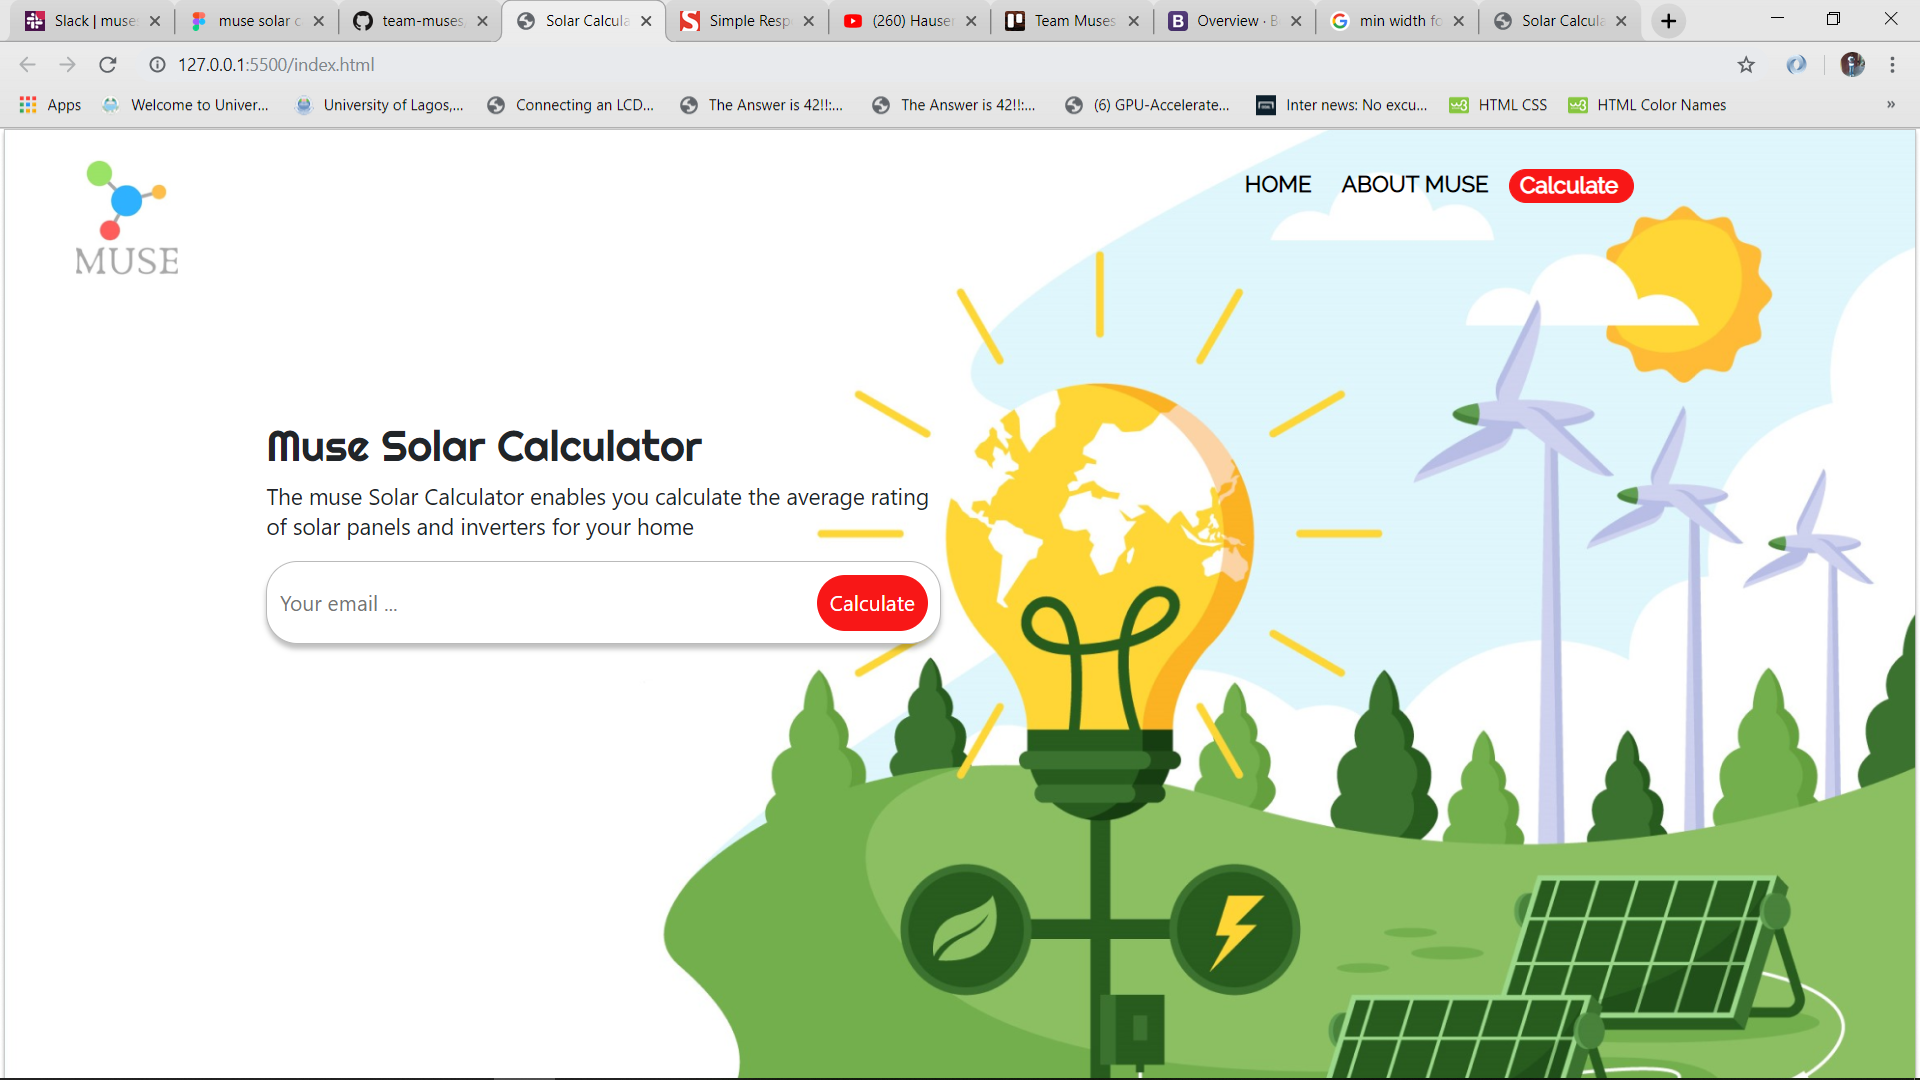 Slack | muse
muse solar c
team-muses
Solar Calcula
Simple Resp
(260) Hauser
Team Muses
Overview · B
min width fo
Solar Calcula
127.0.0.1:5500/index.html
Apps
Welcome to Univer...
University of Lagos,...
Connecting an LCD...
The Answer is 42!!:...
The Answer is 42!!:...
(6) GPU-Accelerate...
Inter news: No excu...
HTML CSS
HTML Color Names
»
MUSE
HOME
ABOUT MUSE
Calculate
Muse Solar Calculator
The muse Solar Calculator enables you calculate the average rating
of solar panels and inverters for your home
Your email ...
Calculate